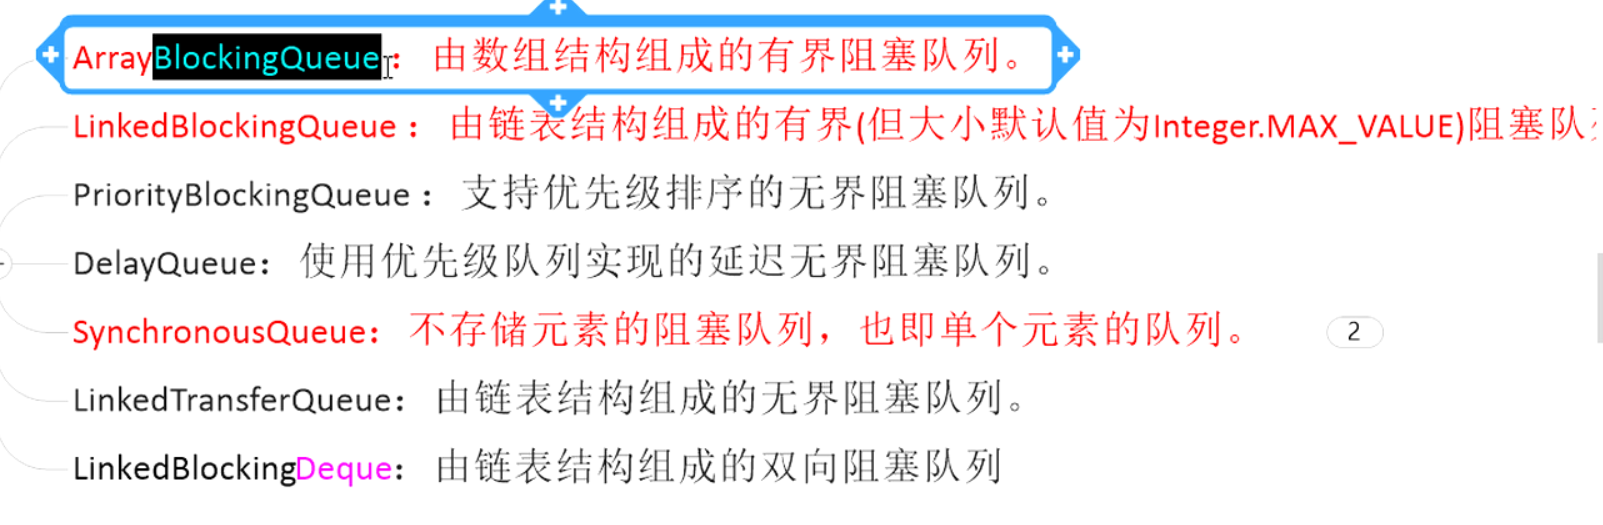 ArrayBlockingQueue：由数组结构组成的有界阻塞队列。
LinkedBlockingQueue：由链表结构组成的有界(但大小默认值为Integer.MAX_VALUE)阻塞队
PriorityBlockingQueue：支持优先级排序的无界阻塞队列。
DelayQueue：使用优先级队列实现的延迟无界阻塞队列。
SynchronousQueue：不存储元素的阻塞队列，也即单个元素的队列。 2
LinkedTransferQueue：由链表结构组成的无界阻塞队列。
LinkedBlockingDeque：由链表结构组成的双向阻塞队列